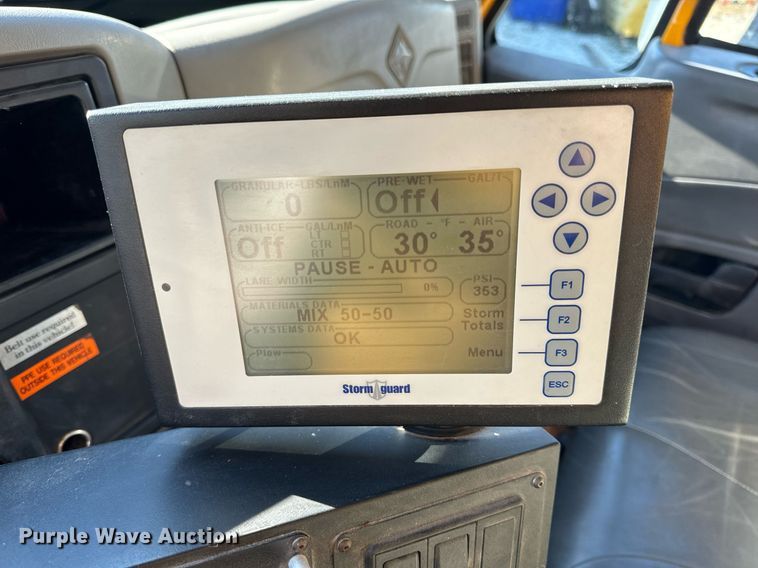 GRANULAR-LBS/LnM
0
PRE-WET GAL/T
Off
ANTI-ICE GAL/LnM
Off
LT
CTR
RT
ROAD - °F - AIR
30° 35°
PAUSE - AUTO
LANE WIDTH
0%
PSI
353
MATERIALS DATA
MIX 50-50
Storm
Totals
SYSTEMS DATA
OK
Plow
Menu
F1
F2
F3
ESC
Storm guard
Belt use required
in this vehicle!
PPE USE REQUIRED
OUTSIDE THIS VEHICLE
Purple Wave Auction